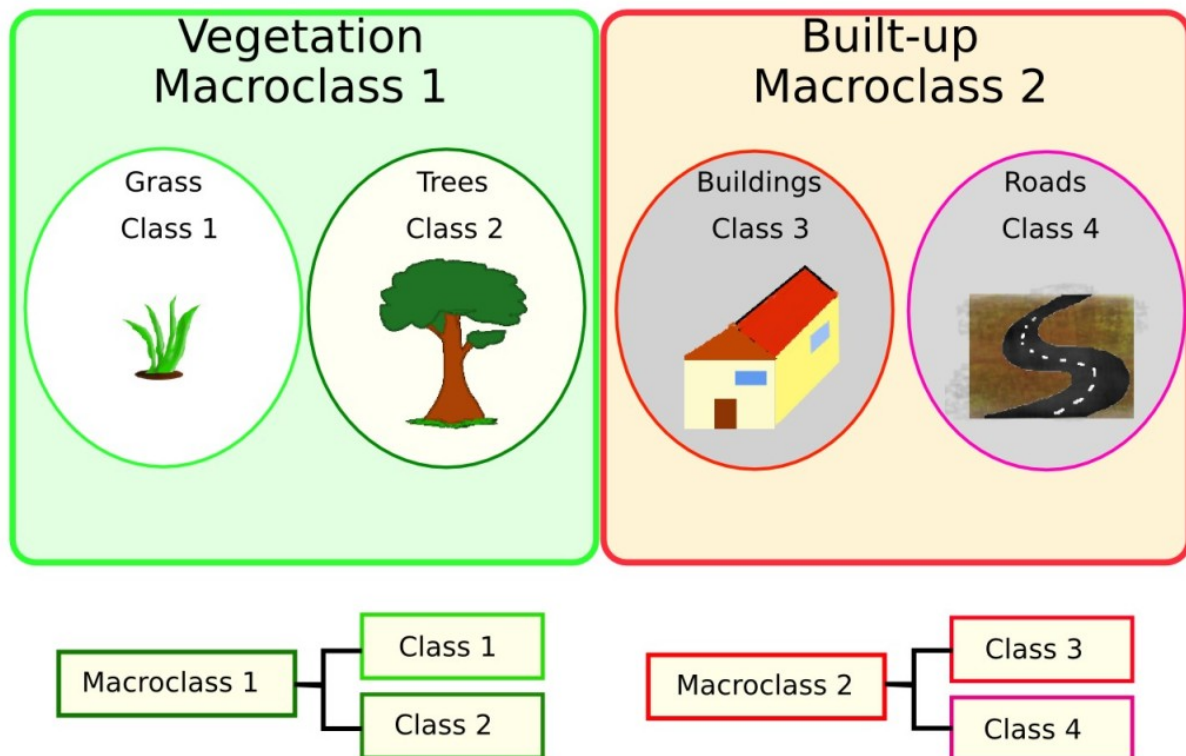 Vegetation
Macroclass 1
Grass
Class 1
Trees
Class 2
Built-up
Macroclass 2
Buildings
Class 3
Roads
Class 4
Macroclass 1
Class 1
Class 2
Macroclass 2
Class 3
Class 4